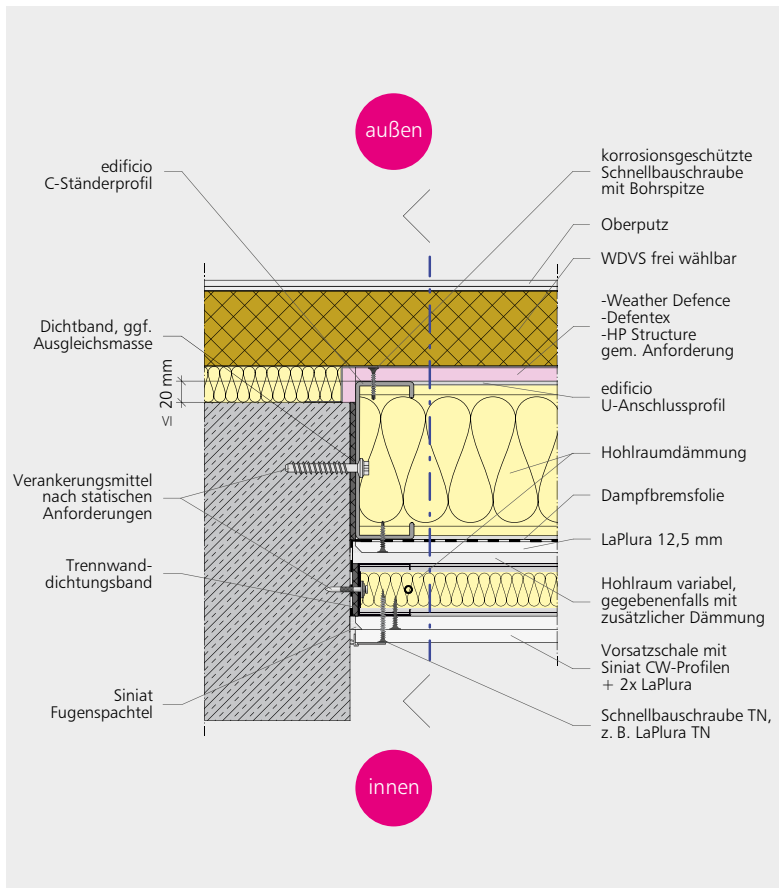 außen
edificio
C-Ständerprofil
Dichtband, ggf.
Ausgleichsmasse
≤ 20 mm
Verankerungsmittel
nach statischen
Anforderungen
Trennwand-
dichtungsband
Siniat
Fugenspachtel
korrosionsgeschützte
Schnellbauschraube
mit Bohrspitze
Oberputz
WDVS frei wählbar
-Weather Defence
-Defentex
-HP Structure
gem. Anforderung
edificio
U-Anschlussprofil
Hohlraumdämmung
Dampfbremsfolie
LaPlura 12,5 mm
Hohlraum variabel,
gegebenenfalls mit
zusätzlicher Dämmung
Vorsatzschale mit
Siniat CW-Profilen
+ 2x LaPlura
Schnellbauschraube TN,
z. B. LaPlura TN
innen